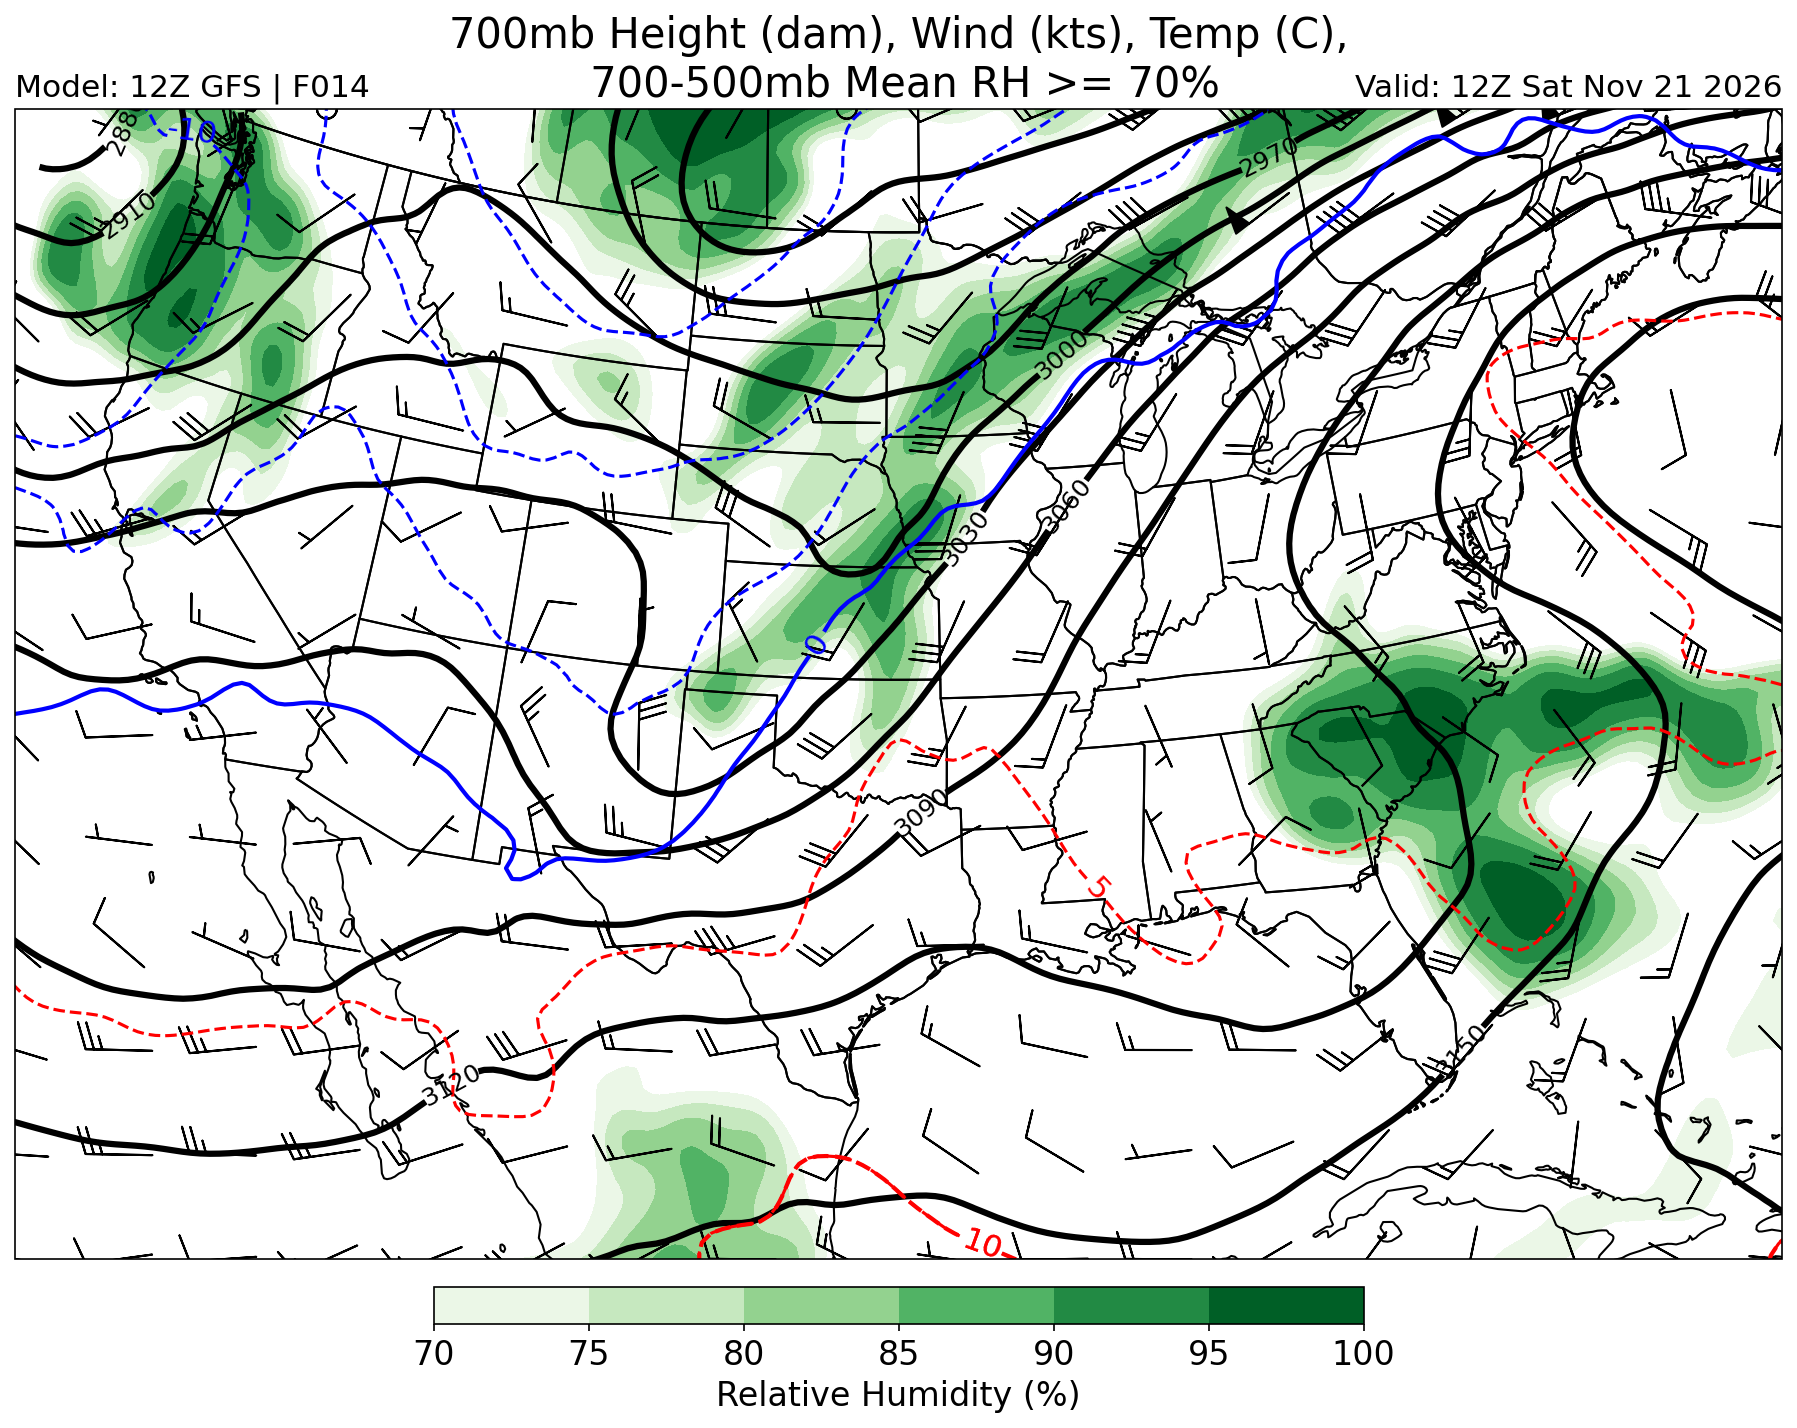 700mb Height (dam), Wind (kts), Temp (C),
Model: 12Z GFS | F014
700-500mb Mean RH >= 70%
Valid: 12Z Sat Nov 21 2026
-10
2910
2970
3000
3030
3060
0
3090
5
3150
3120
10
70 75 80 85 90 95 100
Relative Humidity (%)